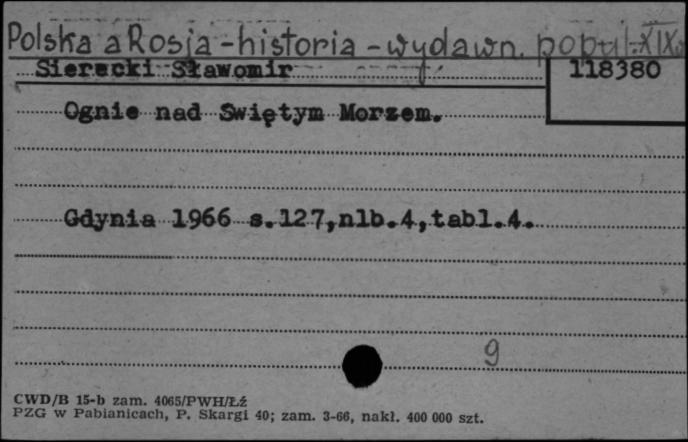 Polska a Rosja - historia - wydawn. popul. XIX w
Sierecki Sławomir
118380
Ognie nad Swiętym Morzem.
Gdynia 1966 s.127,nlb.4,tabl.4.
9
CWD/B 15-b zam. 4065/PWH/Łź
PZG w Pabianicach, P. Skargi 40; zam. 3-66, nakł. 400 000 szt.